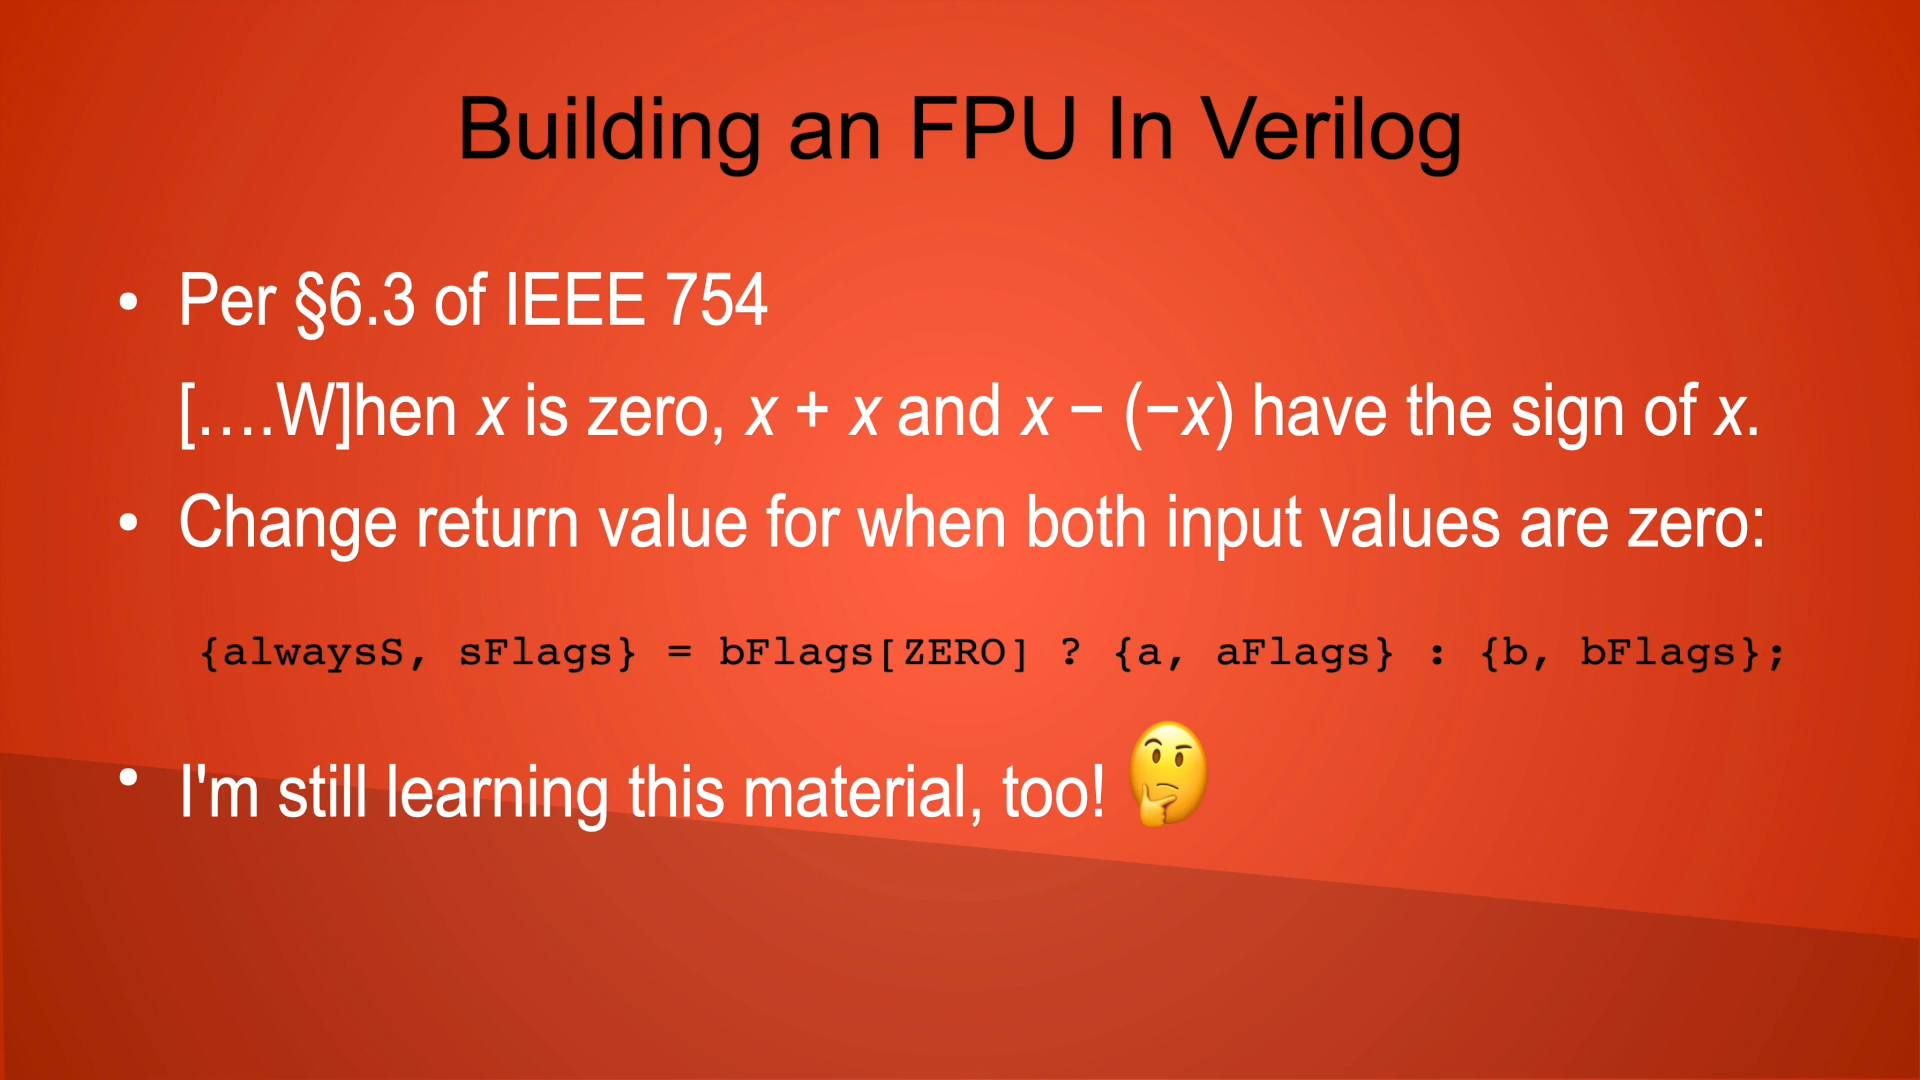 Building an FPU In Verilog
• Per §6.3 of IEEE 754
[….W]hen x is zero, x + x and x − (−x) have the sign of x.
• Change return value for when both input values are zero:
{alwaysS, sFlags} = bFlags[ZERO] ? {a, aFlags} : {b, bFlags};
• I'm still learning this material, too! 🤔